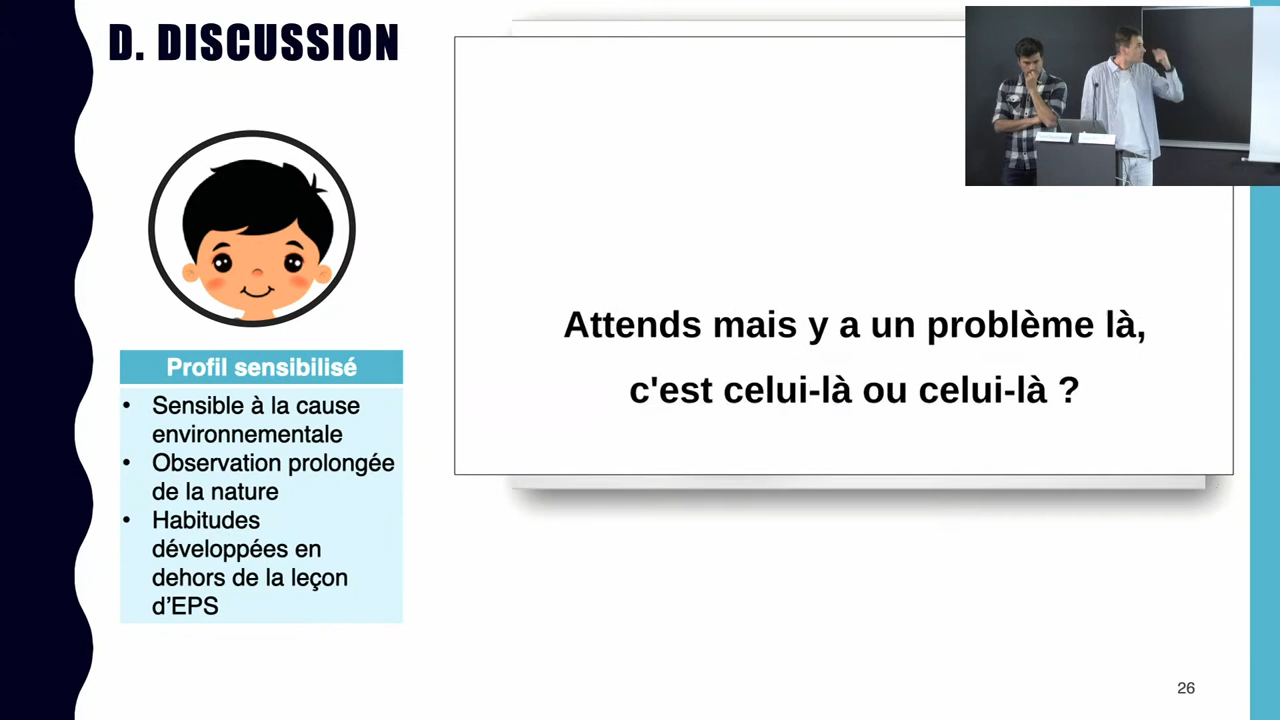 D. DISCUSSION
Profil sensibilisé
• Sensible à la cause
environnementale
• Observation prolongée
de la nature
• Habitudes
développées en
dehors de la leçon
d'EPS
Attends mais y a un problème là,
c'est celui-là ou celui-là ?
26